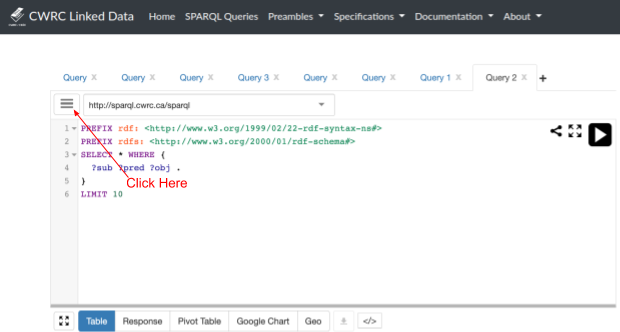 CWRC Linked Data Home SPARQL Queries Preambles Specifications Documentation About
Query X Query X Query X Query 3 X Query X Query X Query 1 X Query 2 X +
http://sparql.cwrc.ca/sparql
1 PREFIX rdf: <http://www.w3.org/1999/02/22-rdf-syntax-ns#>
2 PREFIX rdfs: <http://www.w3.org/2000/01/rdf-schema#>
3 SELECT * WHERE {
4 ?sub ?pred ?obj .
Click Here
5 }
6 LIMIT 10
Table Response Pivot Table Google Chart Geo </>